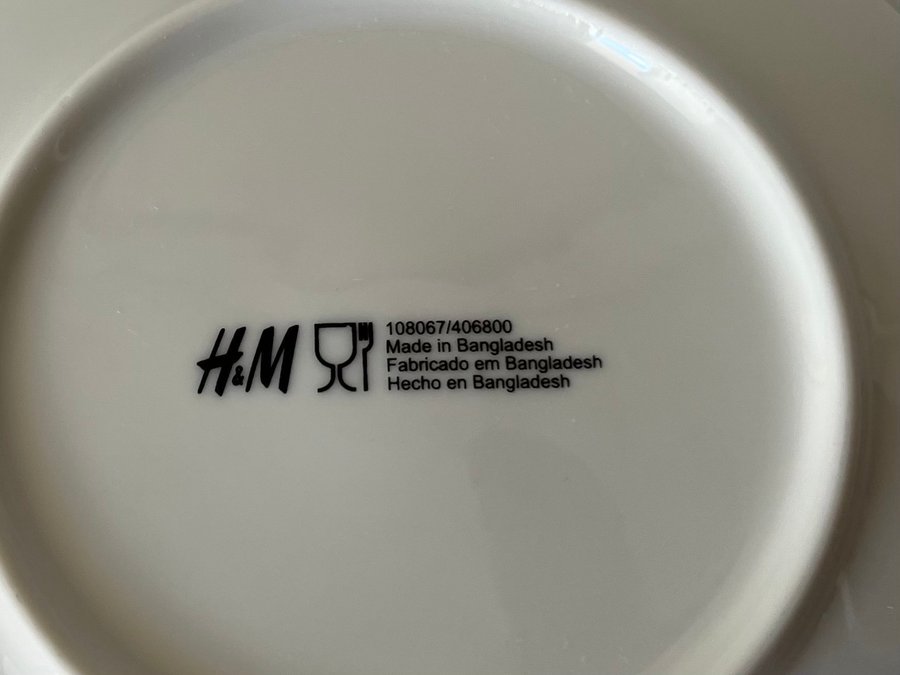 H&M
108067/406800
Made in Bangladesh
Fabricado em Bangladesh
Hecho en Bangladesh